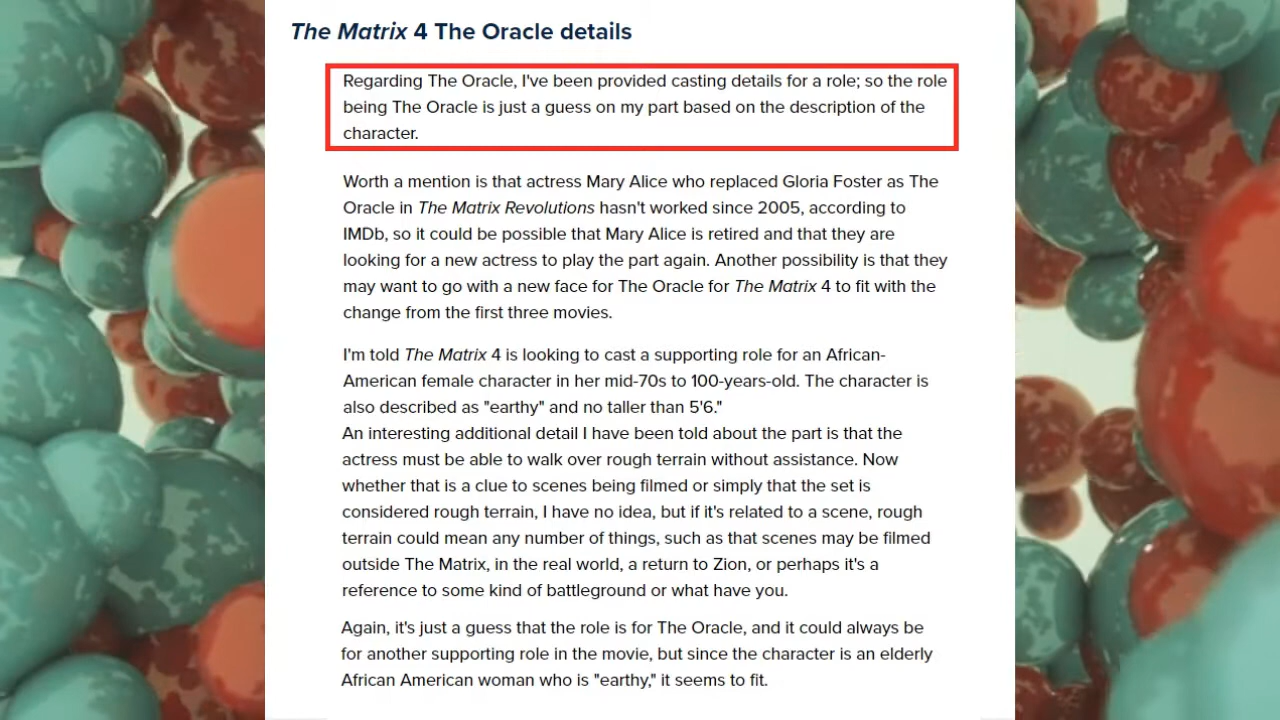 The Matrix 4 The Oracle details
Regarding The Oracle, I've been provided casting details for a role; so the role
being The Oracle is just a guess on my part based on the description of the
character.
Worth a mention is that actress Mary Alice who replaced Gloria Foster as The
Oracle in The Matrix Revolutions hasn't worked since 2005, according to
IMDb, so it could be possible that Mary Alice is retired and that they are
looking for a new actress to play the part again. Another possibility is that they
may want to go with a new face for The Oracle for The Matrix 4 to fit with the
change from the first three movies.
I'm told The Matrix 4 is looking to cast a supporting role for an African-
American female character in her mid-70s to 100-years-old. The character is
also described as "earthy" and no taller than 5'6."
An interesting additional detail I have been told about the part is that the
actress must be able to walk over rough terrain without assistance. Now
whether that is a clue to scenes being filmed or simply that the set is
considered rough terrain, I have no idea, but if it's related to a scene, rough
terrain could mean any number of things, such as that scenes may be filmed
outside The Matrix, in the real world, a return to Zion, or perhaps it's a
reference to some kind of battleground or what have you.
Again, it's just a guess that the role is for The Oracle, and it could always be
for another supporting role in the movie, but since the character is an elderly
African American woman who is "earthy," it seems to fit.